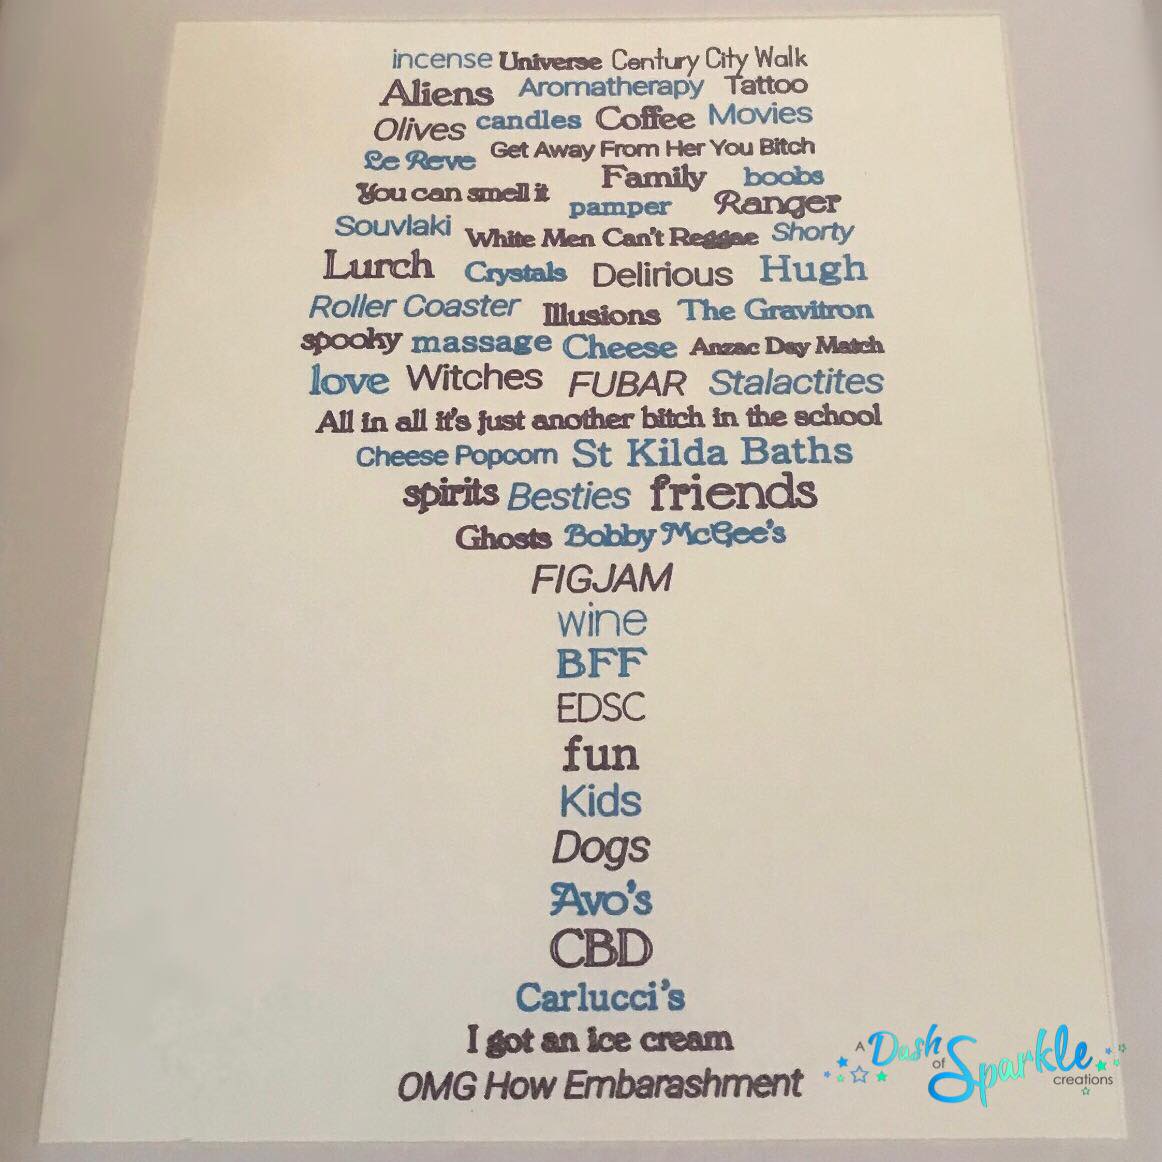 incense Universe Century City Walk
Aliens Aromatherapy Tattoo
Olives candles Coffee Movies
Le Reve Get Away From Her You Bitch
You can smell it Family boobs
pamper Ranger
Souvlaki White Men Can't Reggae Shorty
Lurch Crystals Delirious Hugh
Roller Coaster Illusions The Gravitron
spooky massage Cheese Anzac Day Match
love Witches FUBAR Stalactites
All in all it's just another bitch in the school
Cheese Popcorn St Kilda Baths
spirits Besties friends
Ghosts Bobby McGee's
FIGJAM
wine
BFF
EDSC
fun
Kids
Dogs
Avo's
CBD
Carlucci's
I got an ice cream
OMG How Embarashment
A Dash of Sparkle creations